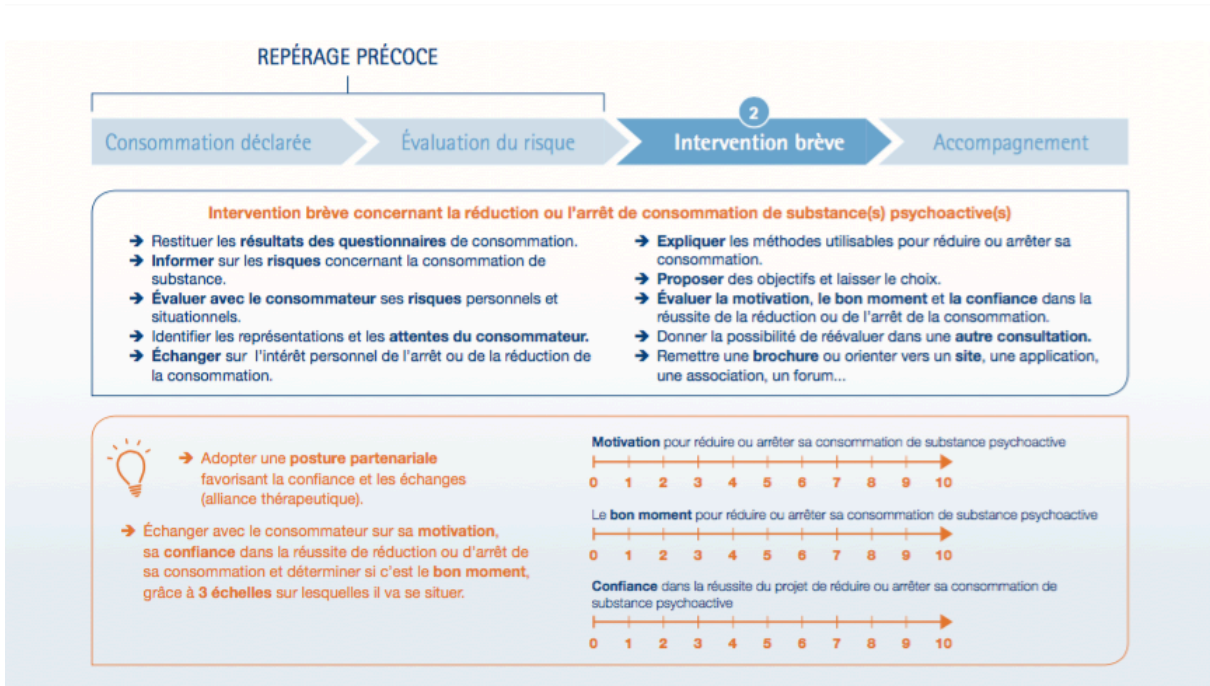 REPÉRAGE PRÉCOCE
2
Consommation déclarée
Évaluation du risque
Intervention brève
Accompagnement
Intervention brève concernant la réduction ou l'arrêt de consommation de substance(s) psychoactive(s)
→ Restituer les résultats des questionnaires de consommation.
→ Informer sur les risques concernant la consommation de
substance.
→ Évaluer avec le consommateur ses risques personnels et
situationnels.
→ Identifier les représentations et les attentes du consommateur.
→ Échanger sur l'intérêt personnel de l'arrêt ou de la réduction de
la consommation.
→ Expliquer les méthodes utilisables pour réduire ou arrêter sa
consommation.
→ Proposer des objectifs et laisser le choix.
→ Évaluer la motivation, le bon moment et la confiance dans la
réussite de la réduction ou de l'arrêt de la consommation.
→ Donner la possibilité de réévaluer dans une autre consultation.
→ Remettre une brochure ou orienter vers un site, une application,
une association, un forum...
→ Adopter une posture partenariale
favorisant la confiance et les échanges
(alliance thérapeutique).
→ Échanger avec le consommateur sur sa motivation,
sa confiance dans la réussite de réduction ou d'arrêt de
sa consommation et déterminer si c'est le bon moment,
grâce à 3 échelles sur lesquelles il va se situer.
Motivation pour réduire ou arrêter sa consommation de substance psychoactive
0 1 2 3 4 5 6 7 8 9 10
Le bon moment pour réduire ou arrêter sa consommation de substance psychoactive
0 1 2 3 4 5 6 7 8 9 10
Confiance dans la réussite du projet de réduire ou arrêter sa consommation de
substance psychoactive
0 1 2 3 4 5 6 7 8 9 10